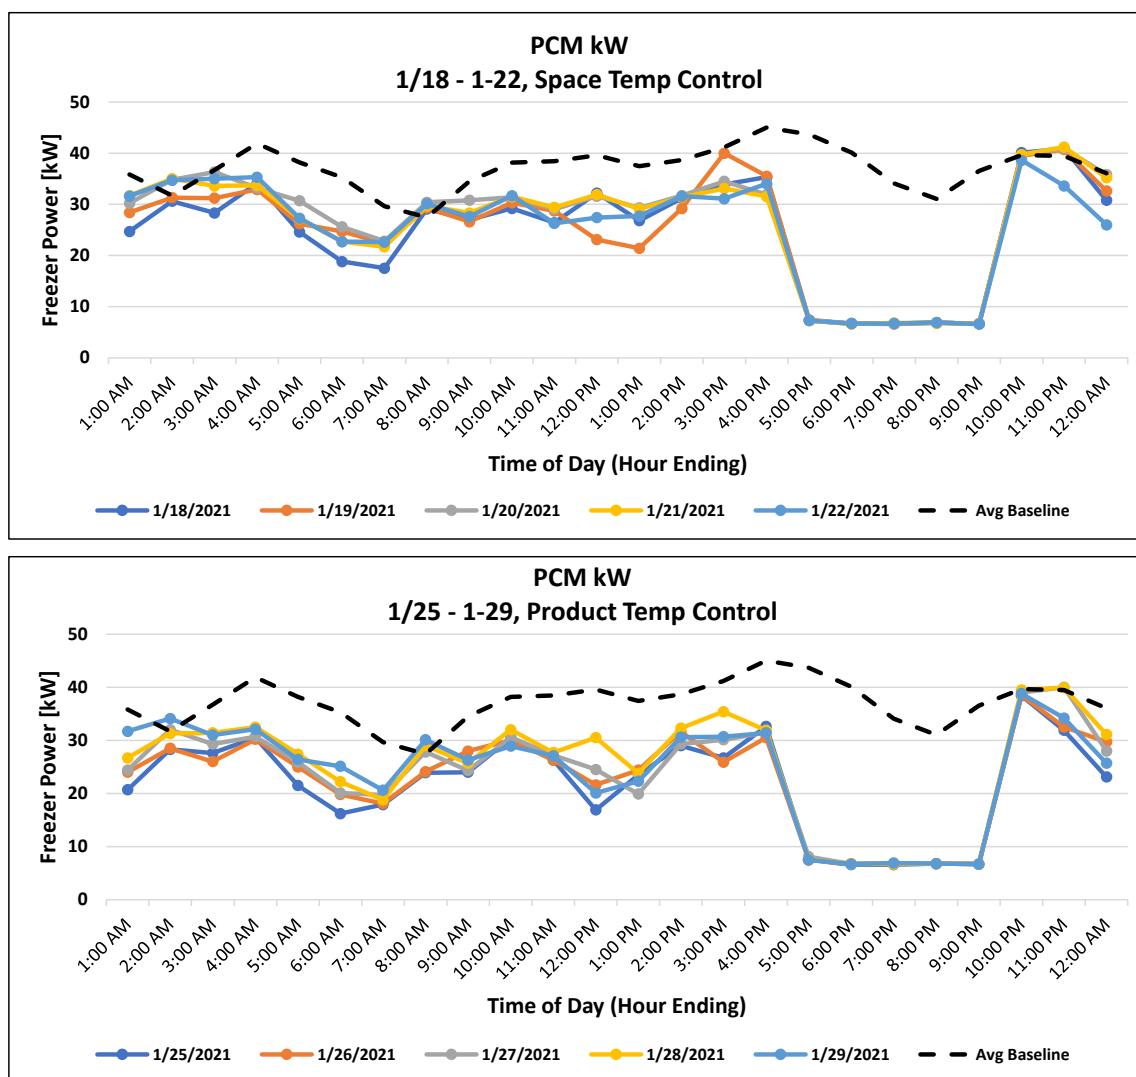 PCM kW
1/18 - 1-22, Space Temp Control
50
40
30
20
10
0
Freezer Power [kW]
1:00 AM
2:00 AM
3:00 AM
4:00 AM
5:00 AM
6:00 AM
7:00 AM
8:00 AM
9:00 AM
10:00 AM
11:00 AM
12:00 PM
1:00 PM
2:00 PM
3:00 PM
4:00 PM
5:00 PM
6:00 PM
7:00 PM
8:00 PM
9:00 PM
10:00 PM
11:00 PM
12:00 AM
Time of Day (Hour Ending)
1/18/2021 1/19/2021 1/20/2021 1/21/2021 1/22/2021 Avg Baseline
PCM kW
1/25 - 1-29, Product Temp Control
50
40
30
20
10
0
Freezer Power [kW]
1:00 AM
2:00 AM
3:00 AM
4:00 AM
5:00 AM
6:00 AM
7:00 AM
8:00 AM
9:00 AM
10:00 AM
11:00 AM
12:00 PM
1:00 PM
2:00 PM
3:00 PM
4:00 PM
5:00 PM
6:00 PM
7:00 PM
8:00 PM
9:00 PM
10:00 PM
11:00 PM
12:00 AM
Time of Day (Hour Ending)
1/25/2021 1/26/2021 1/27/2021 1/28/2021 1/29/2021 Avg Baseline